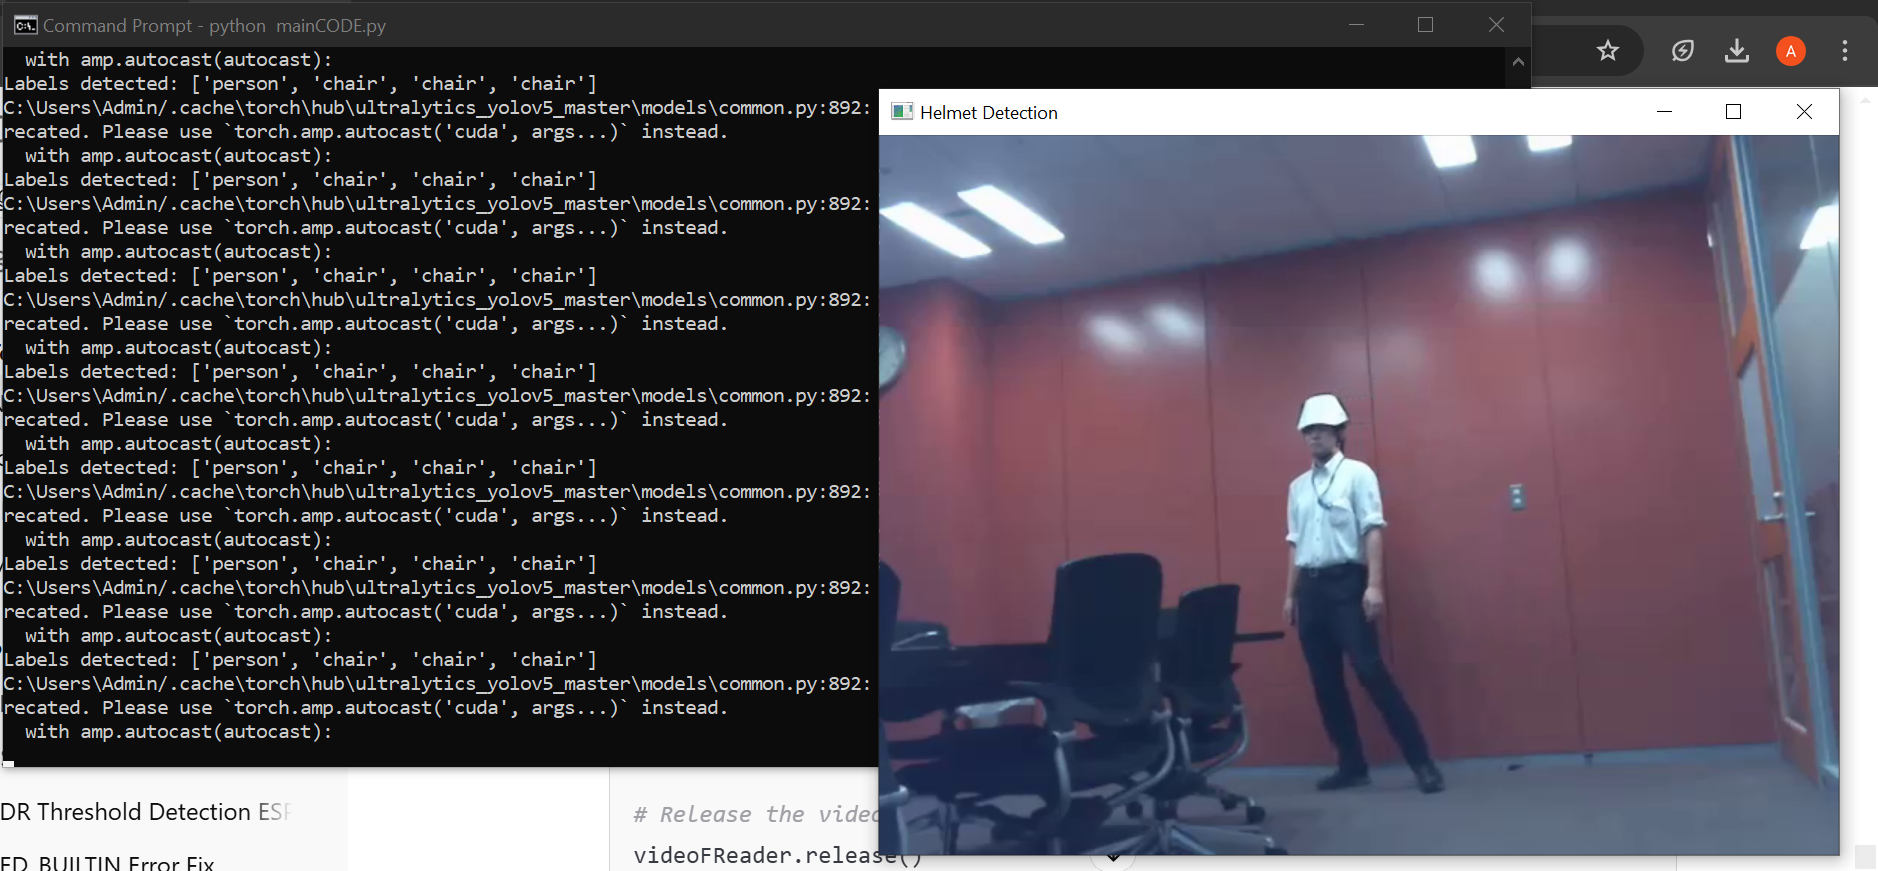 Command Prompt - python  mainCODE.py
  with amp.autocast(autocast):
Labels detected: ['person', 'chair', 'chair', 'chair']
C:\Users\Admin/.cache\torch\hub\ultralytics_yolov5_master\models\common.py:892:
recated. Please use `torch.amp.autocast('cuda', args...)` instead.
  with amp.autocast(autocast):
Labels detected: ['person', 'chair', 'chair', 'chair']
C:\Users\Admin/.cache\torch\hub\ultralytics_yolov5_master\models\common.py:892:
recated. Please use `torch.amp.autocast('cuda', args...)` instead.
  with amp.autocast(autocast):
Labels detected: ['person', 'chair', 'chair', 'chair']
C:\Users\Admin/.cache\torch\hub\ultralytics_yolov5_master\models\common.py:892:
recated. Please use `torch.amp.autocast('cuda', args...)` instead.
  with amp.autocast(autocast):
Labels detected: ['person', 'chair', 'chair', 'chair']
C:\Users\Admin/.cache\torch\hub\ultralytics_yolov5_master\models\common.py:892:
recated. Please use `torch.amp.autocast('cuda', args...)` instead.
  with amp.autocast(autocast):
Labels detected: ['person', 'chair', 'chair', 'chair']
C:\Users\Admin/.cache\torch\hub\ultralytics_yolov5_master\models\common.py:892:
recated. Please use `torch.amp.autocast('cuda', args...)` instead.
  with amp.autocast(autocast):
Labels detected: ['person', 'chair', 'chair', 'chair']
C:\Users\Admin/.cache\torch\hub\ultralytics_yolov5_master\models\common.py:892:
recated. Please use `torch.amp.autocast('cuda', args...)` instead.
  with amp.autocast(autocast):
Labels detected: ['person', 'chair', 'chair', 'chair']
C:\Users\Admin/.cache\torch\hub\ultralytics_yolov5_master\models\common.py:892:
recated. Please use `torch.amp.autocast('cuda', args...)` instead.
  with amp.autocast(autocast):
A
Helmet Detection
DR Threshold Detection ESP
ED_BUILTIN Error Fix
# Release the video
videoFReader.release()